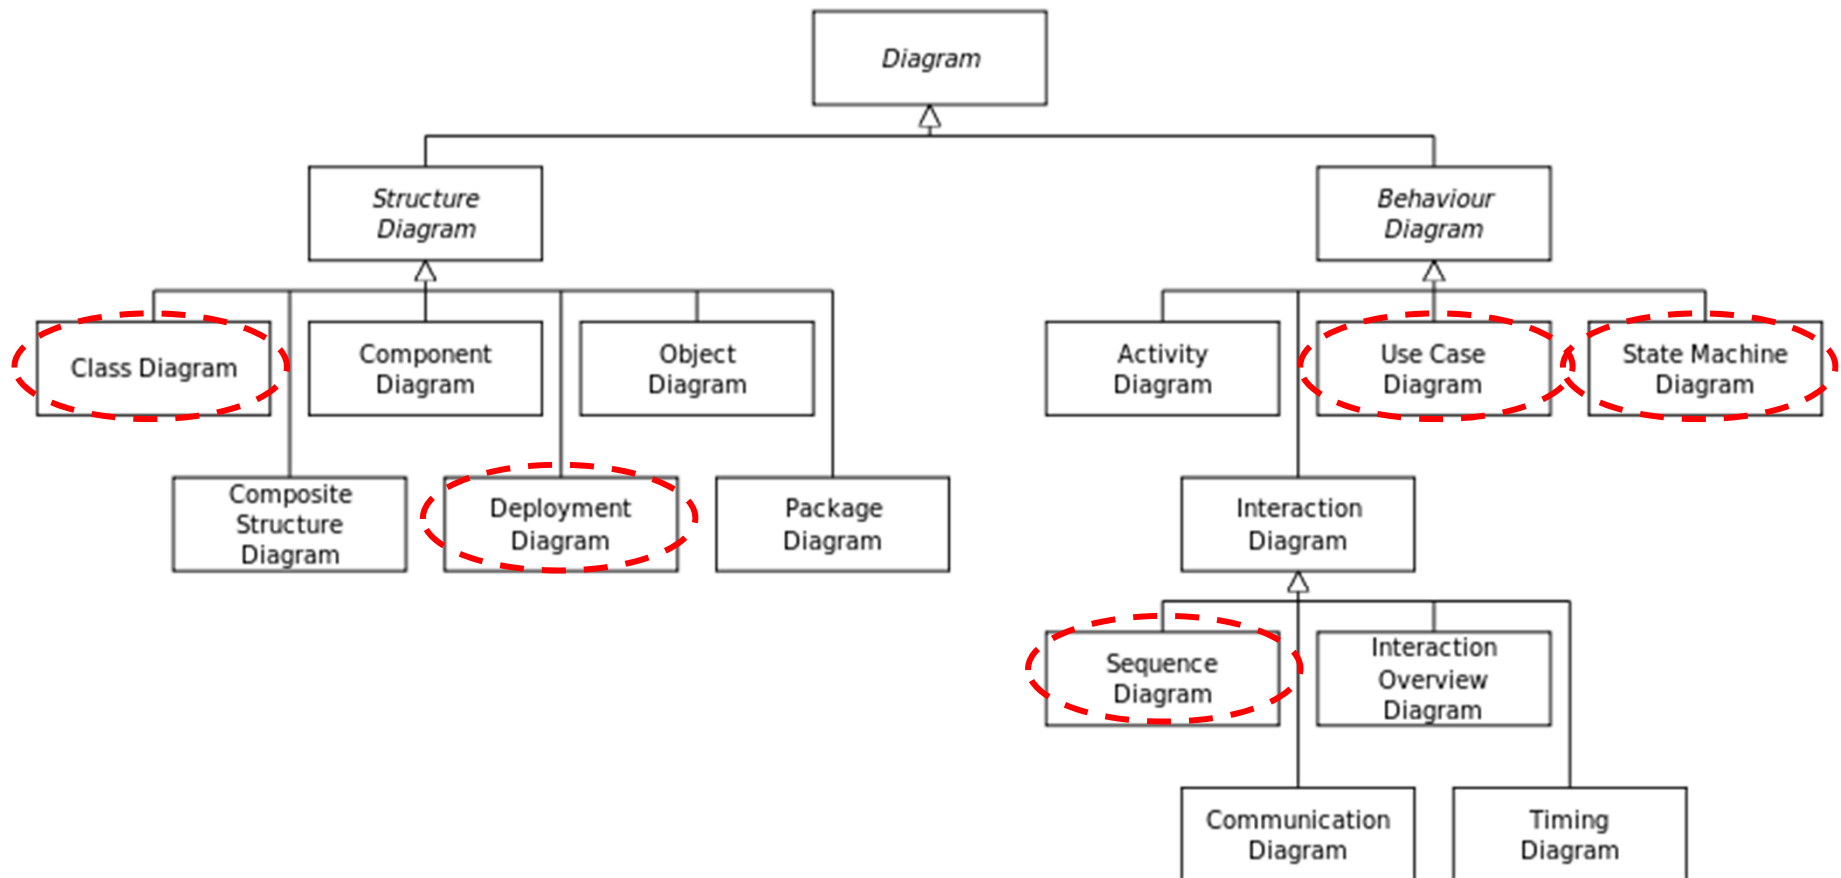 Diagram
Structure
Diagram
Behaviour
Diagram
Class Diagram
Component
Diagram
Object
Diagram
Activity
Diagram
Use Case
Diagram
State Machine
Diagram
Composite
Structure
Diagram
Deployment
Diagram
Package
Diagram
Interaction
Diagram
Sequence
Diagram
Interaction
Overview
Diagram
Communication
Diagram
Timing
Diagram